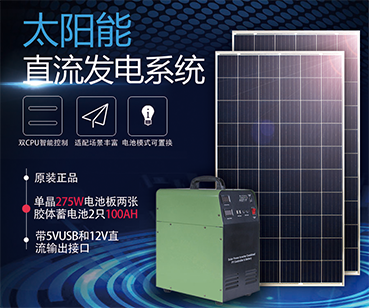 太阳能
直流发电系统
双CPU智能控制
适配场景丰富
电池模式可置换
原装正品
单晶275W电池板两张
胶体蓄电池2只100AH
带5VUSB和12V直
流输出接口